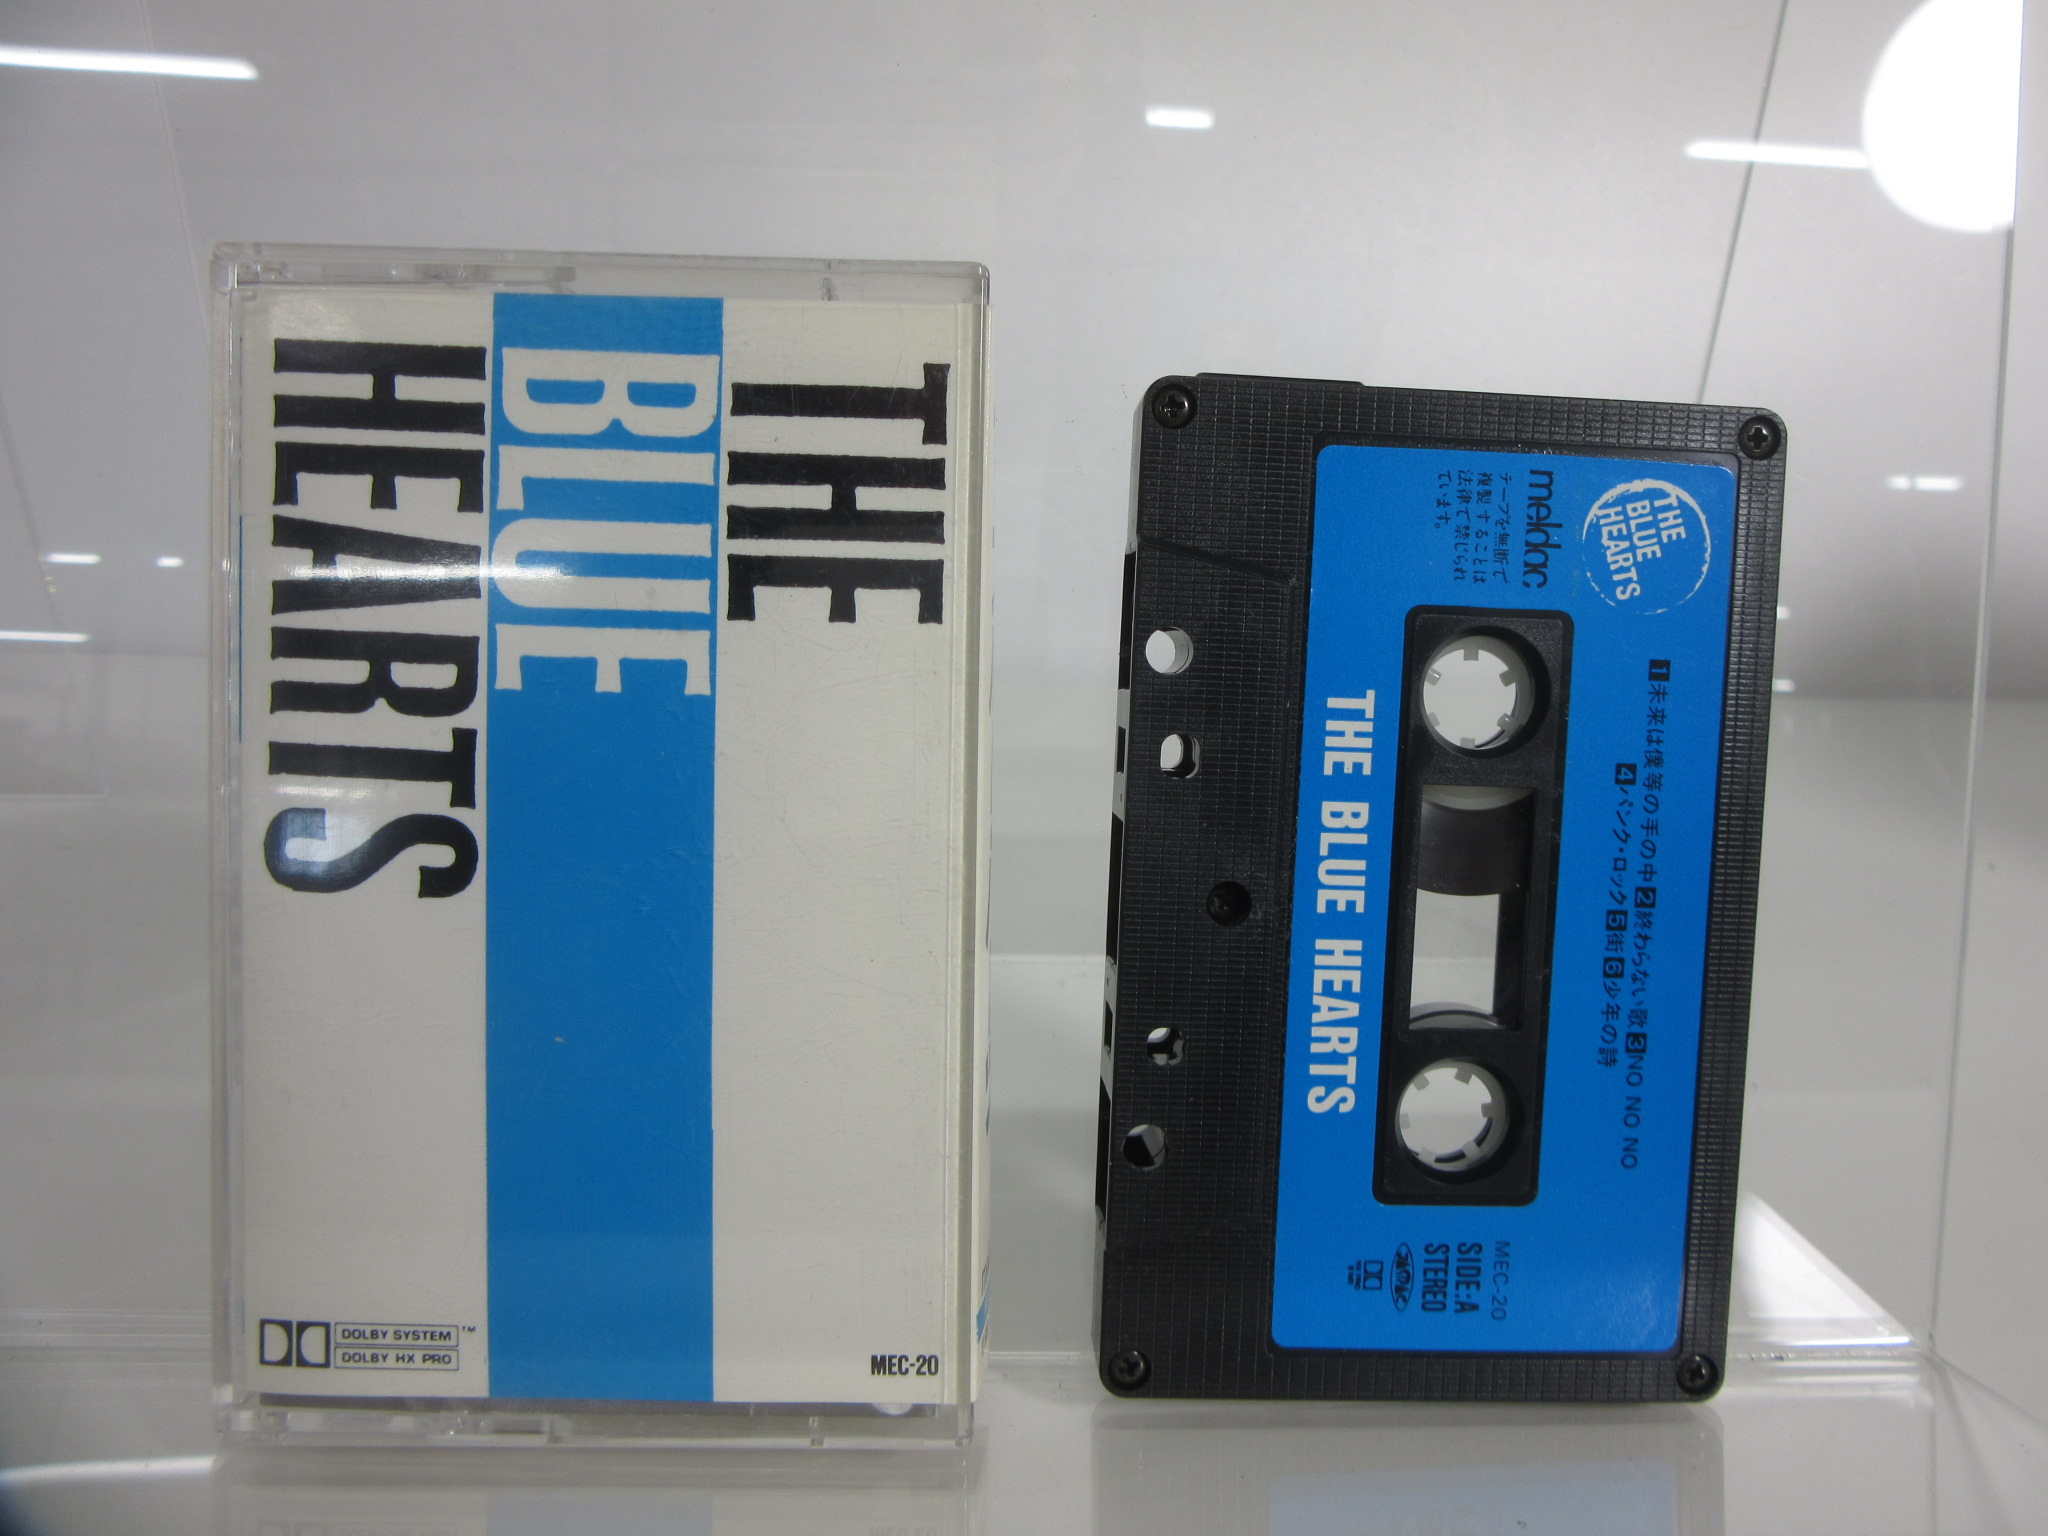 THE
BLUE
HEARTS
DOLBY SYSTEM™
DOLBY HX PRO
MEC-20
THE
BLUE
HEARTS
meldac
テープを無断で
複製することは
法律で禁じられ
ています。
1未来は僕等の手の中 2終わらない歌 3NO NO NO
4パンク・ロック 5街 6少年の詩
THE BLUE HEARTS
MEC-20
SIDE:A
STEREO